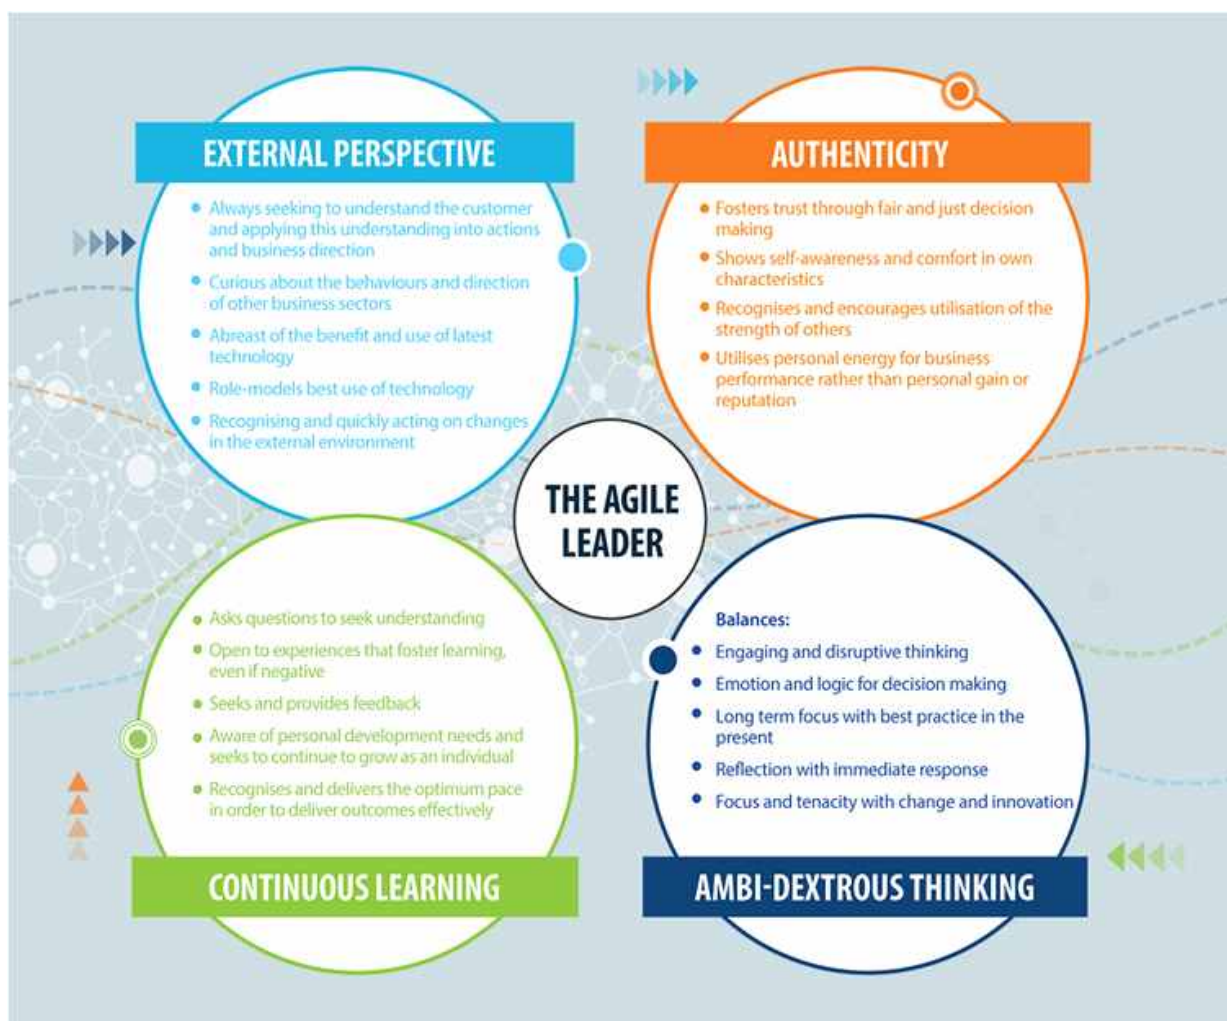 EXTERNAL PERSPECTIVE
• Always seeking to understand the customer
and applying this understanding into actions
and business direction
• Curious about the behaviours and direction
of other business sectors
• Abreast of the benefit and use of latest
technology
• Role-models best use of technology
• Recognising and quickly acting on changes
in the external environment
AUTHENTICITY
• Fosters trust through fair and just decision
making
• Shows self-awareness and comfort in own
characteristics
• Recognises and encourages utilisation of the
strength of others
• Utilises personal energy for business
performance rather than personal gain or
reputation
THE AGILE
LEADER
• Asks questions to seek understanding
• Open to experiences that foster learning,
even if negative
• Seeks and provides feedback
• Aware of personal development needs and
seeks to continue to grow as an individual
• Recognises and delivers the optimum pace
in order to deliver outcomes effectively
CONTINUOUS LEARNING
Balances:
• Engaging and disruptive thinking
• Emotion and logic for decision making
• Long term focus with best practice in the
present
• Reflection with immediate response
• Focus and tenacity with change and innovation
AMBI-DEXTROUS THINKING